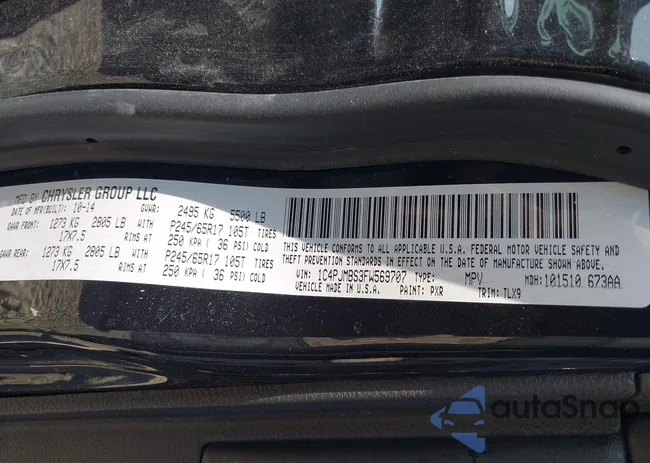 MFD BY CHRYSLER GROUP LLC
DATE OF MFR(BUILT): 10-14 GVWR: 2495 KG 5500 LB
GAWR FRONT: 1273 KG 2805 LB WITH P245/65R17 105T TIRES
17X7.5 RIMS AT 250 KPA ( 36 PSI) COLD
GAWR REAR: 1273 KG 2805 LB WITH P245/65R17 105T TIRES
17X7.5 RIMS AT 250 KPA ( 36 PSI) COLD
THIS VEHICLE CONFORMS TO ALL APPLICABLE U.S.A. FEDERAL MOTOR VEHICLE SAFETY AND
THEFT PREVENTION STANDARDS IN EFFECT ON THE DATE OF MANUFACTURE SHOWN ABOVE.
VIN: 1C4PJMBS3FW569707 TYPE: MPV MDH: 101510 673AA
VEHICLE MADE IN U.S.A. PAINT: PXR TRIM: TLX9
autoSnap